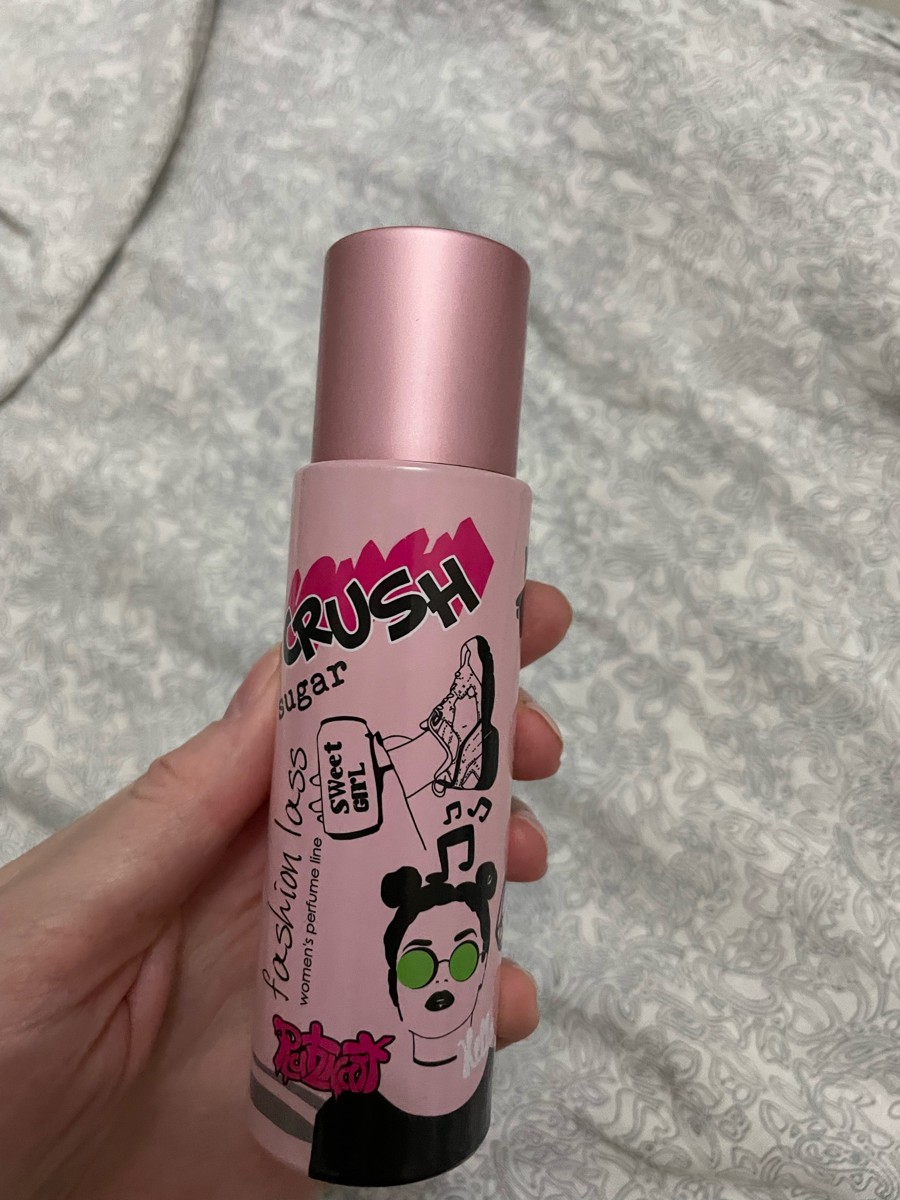 CRUSH
sugar
SWeet
GIRL
fashion lass
women's perfume line